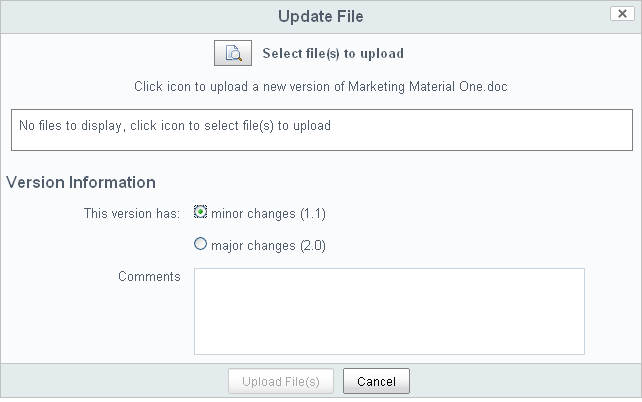 Update File
Select file(s) to upload
Click icon to upload a new version of Marketing Material One.doc
No files to display, click icon to select file(s) to upload
Version Information
This version has: minor changes (1.1)
major changes (2.0)
Comments
Upload File(s) Cancel